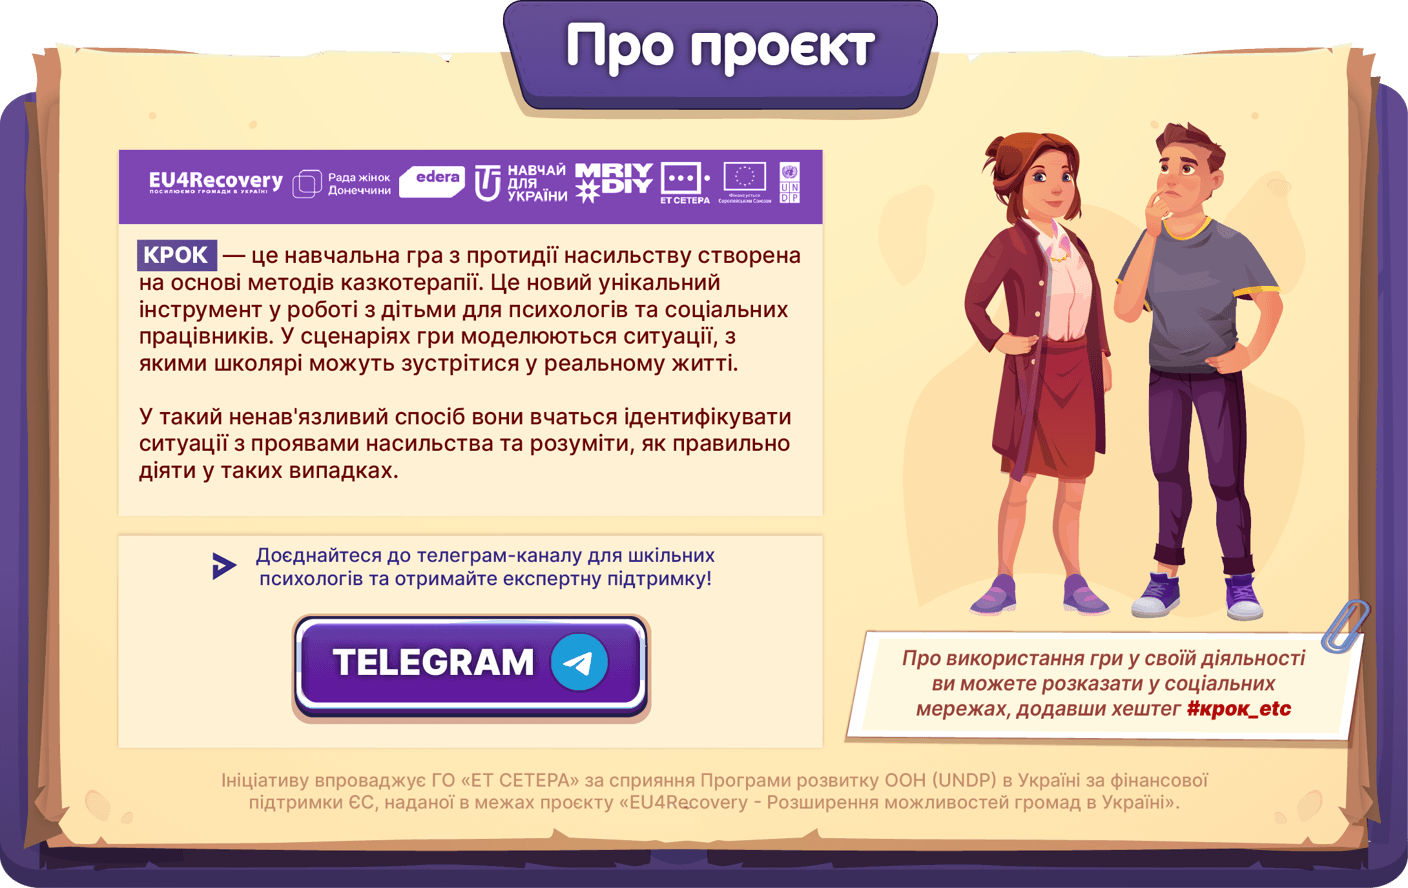 Про проєкт
EU4Recovery
ПОСИЛЮЄМО ГРОМАДИ В УКРАЇНІ
Рада жінок
Донеччини
edera
НАВЧАЙ
ДЛЯ
УКРАЇНИ
MRIY
DIY
ЕТ СЕТЕРА
Фінансується
Європейським Союзом
U N
D P
КРОК — це навчальна гра з протидії насильству створена
на основі методів казкотерапії. Це новий унікальний
інструмент у роботі з дітьми для психологів та соціальних
працівників. У сценаріях гри моделюються ситуації, з
якими школярі можуть зустрітися у реальному житті.
У такий ненав'язливий спосіб вони вчаться ідентифікувати
ситуації з проявами насильства та розуміти, як правильно
діяти у таких випадках.
Доєднайтеся до телеграм-каналу для шкільних
психологів та отримайте експертну підтримку!
TELEGRAM
Про використання гри у своїй діяльності
ви можете розказати у соціальних
мережах, додавши хештег #крок_etc
Ініціативу впроваджує ГО «ЕТ СЕТЕРА» за сприяння Програми розвитку ООН (UNDP) в Україні за фінансової
підтримки ЄС, наданої в межах проєкту «EU4Recovery - Розширення можливостей громад в Україні».